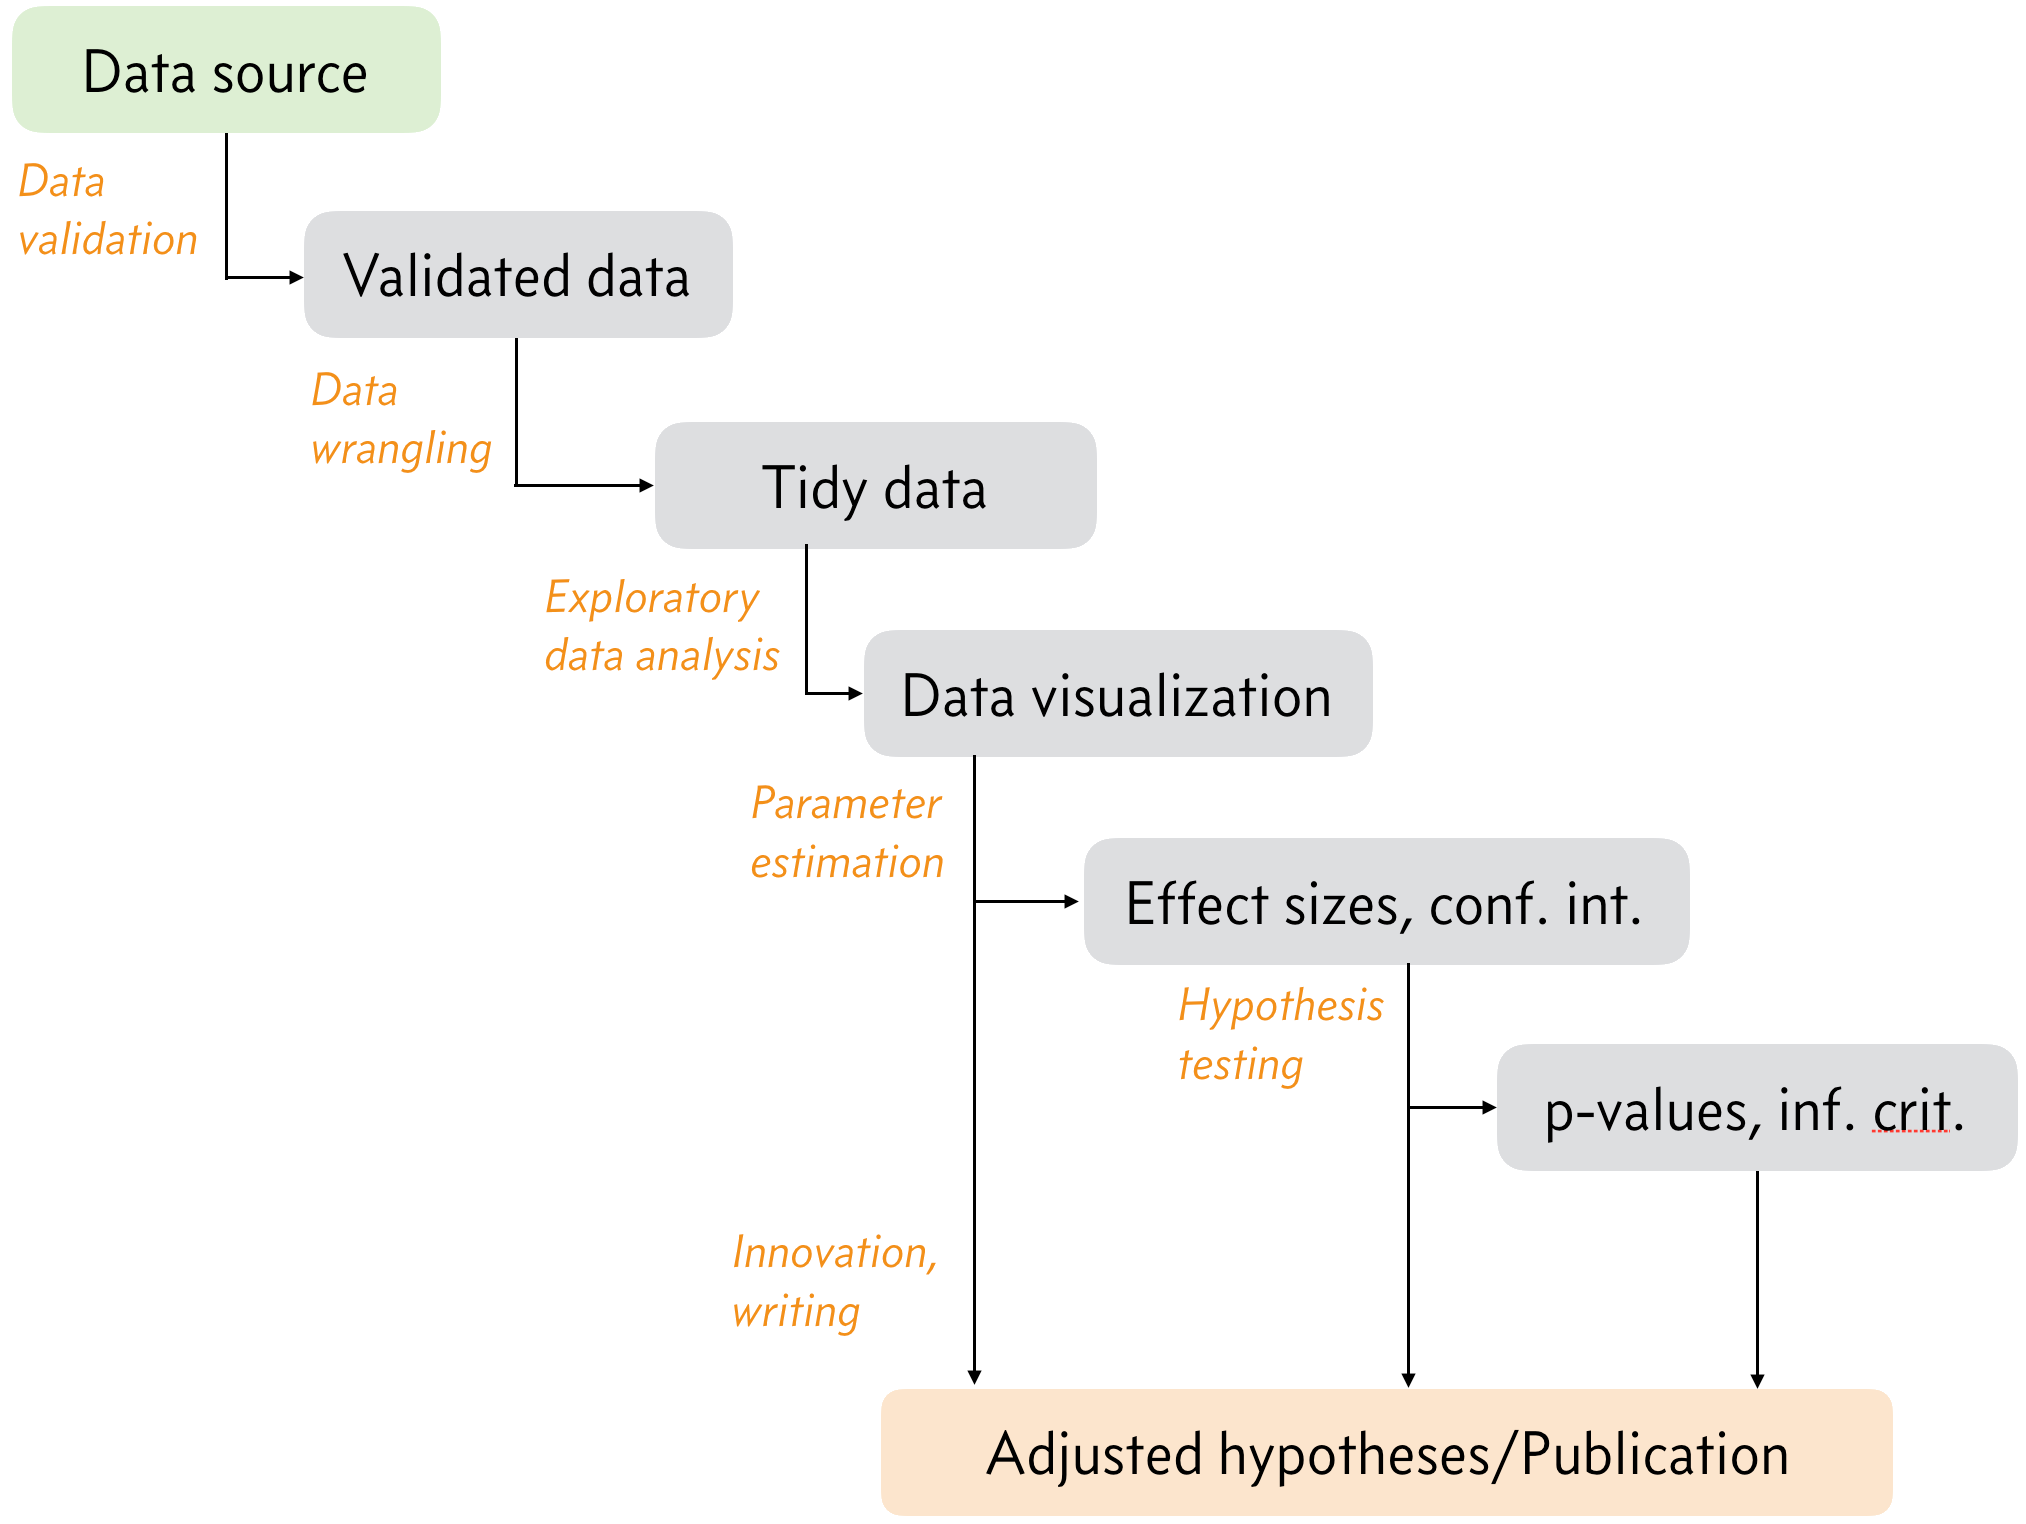 Data source
Data
validation
Validated data
Data
wrangling
Tidy data
Exploratory
data analysis
Data visualization
Parameter
estimation
Effect sizes, conf. int.
Hypothesis
testing
p-values, inf. crit.
Innovation,
writing
Adjusted hypotheses/Publication